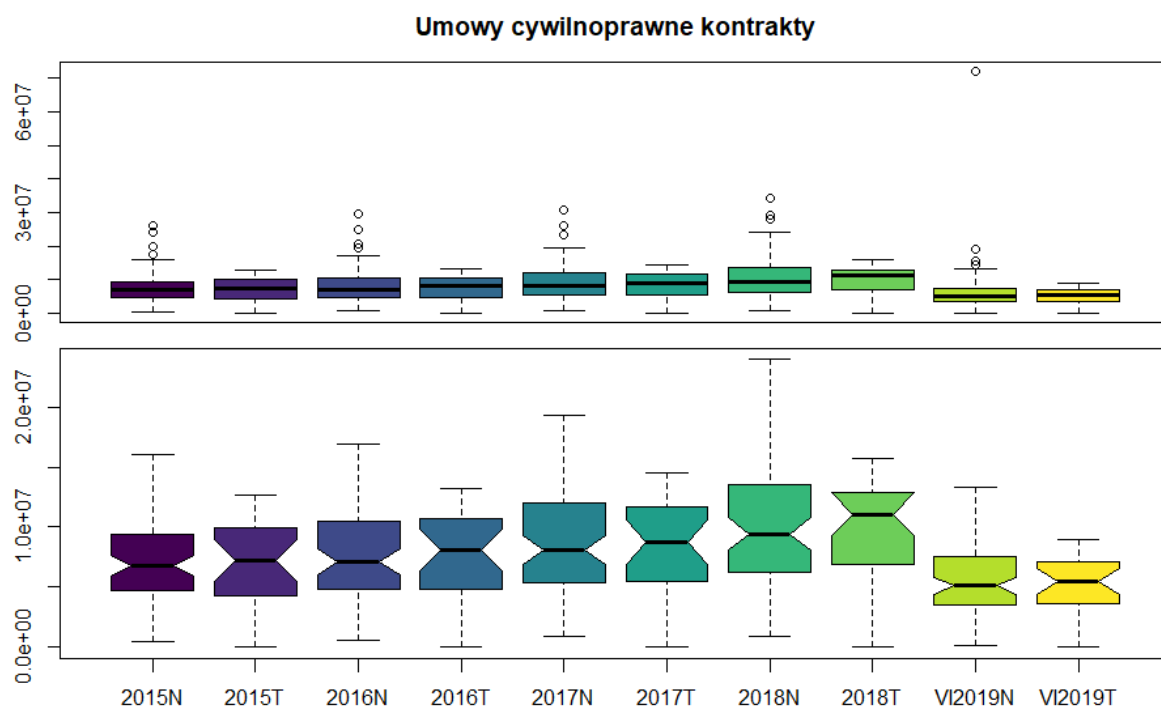 Umowy cywilnoprawne kontrakty
6e+07
3e+07
0e+00
2.0e+07
1.0e+07
0.0e+00
2015N 2015T 2016N 2016T 2017N 2017T 2018N 2018T VI2019N VI2019T